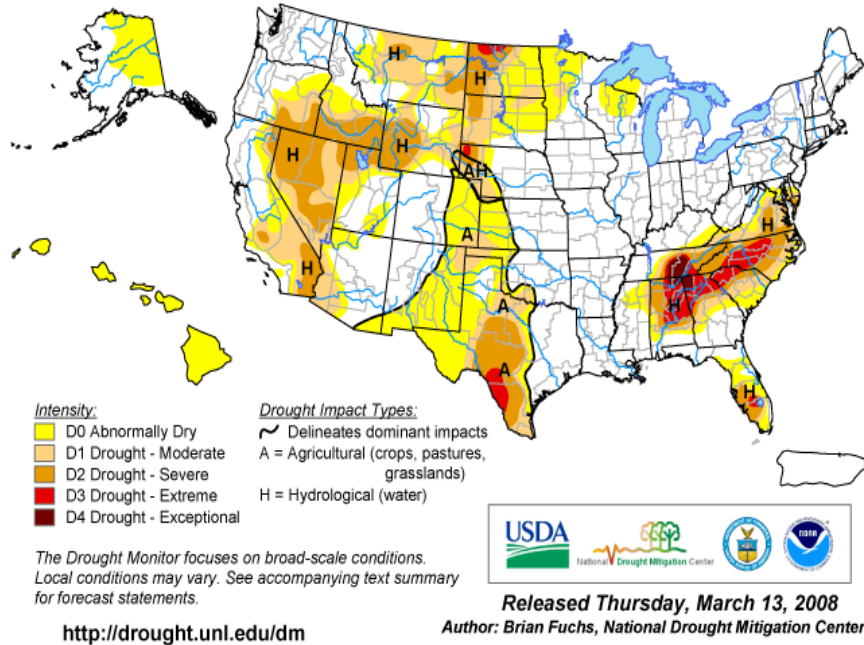 H
H
H
H
AH
H
A
H
H
A
A
H
Intensity:
D0 Abnormally Dry
D1 Drought - Moderate
D2 Drought - Severe
D3 Drought - Extreme
D4 Drought - Exceptional
Drought Impact Types:
Delineates dominant impacts
A = Agricultural (crops, pastures,
grasslands)
H = Hydrological (water)
The Drought Monitor focuses on broad-scale conditions.
Local conditions may vary. See accompanying text summary
for forecast statements.
http://drought.unl.edu/dm
USDA
National Drought Mitigation Center
NOAA
Released Thursday, March 13, 2008
Author: Brian Fuchs, National Drought Mitigation Center